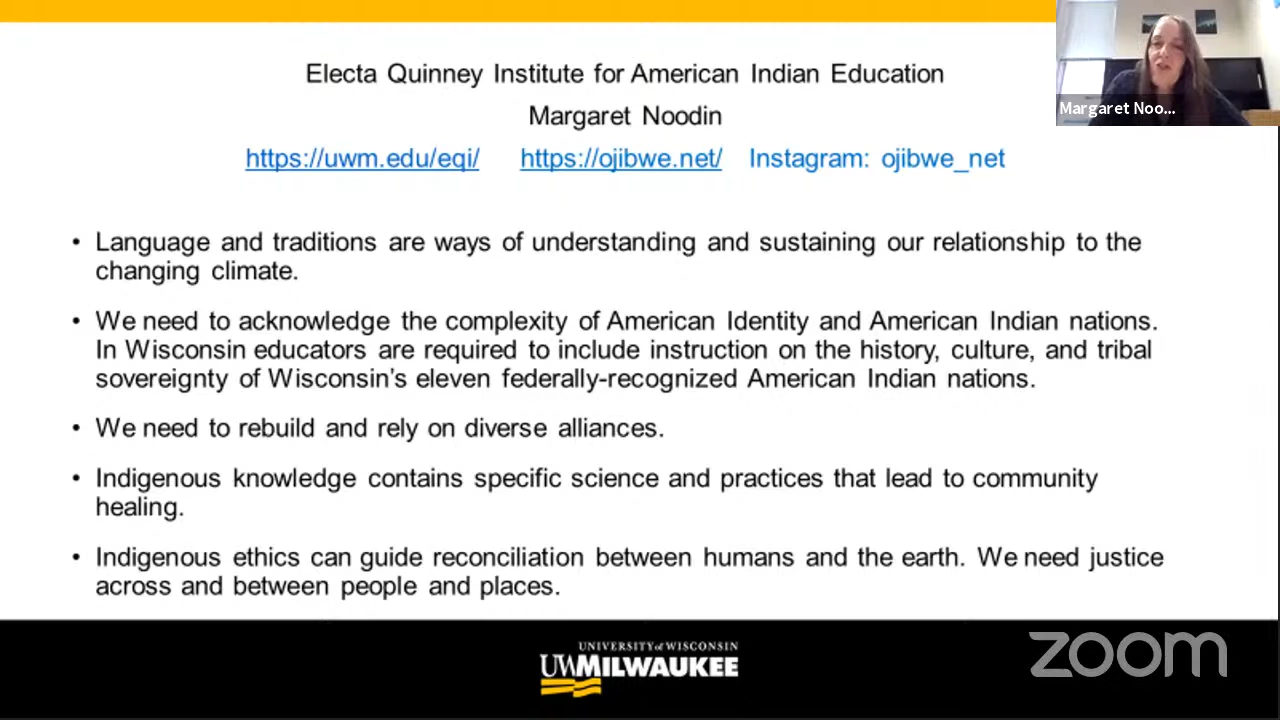 Electa Quinney Institute for American Indian Education
Margaret Noodin
https://uwm.edu/eqi/ https://ojibwe.net/ Instagram: ojibwe_net
Margaret Noo...
• Language and traditions are ways of understanding and sustaining our relationship to the
changing climate.
• We need to acknowledge the complexity of American Identity and American Indian nations.
In Wisconsin educators are required to include instruction on the history, culture, and tribal
sovereignty of Wisconsin’s eleven federally-recognized American Indian nations.
• We need to rebuild and rely on diverse alliances.
• Indigenous knowledge contains specific science and practices that lead to community
healing.
• Indigenous ethics can guide reconciliation between humans and the earth. We need justice
across and between people and places.
UNIVERSITY of WISCONSIN
UWMILWAUKEE
zoom